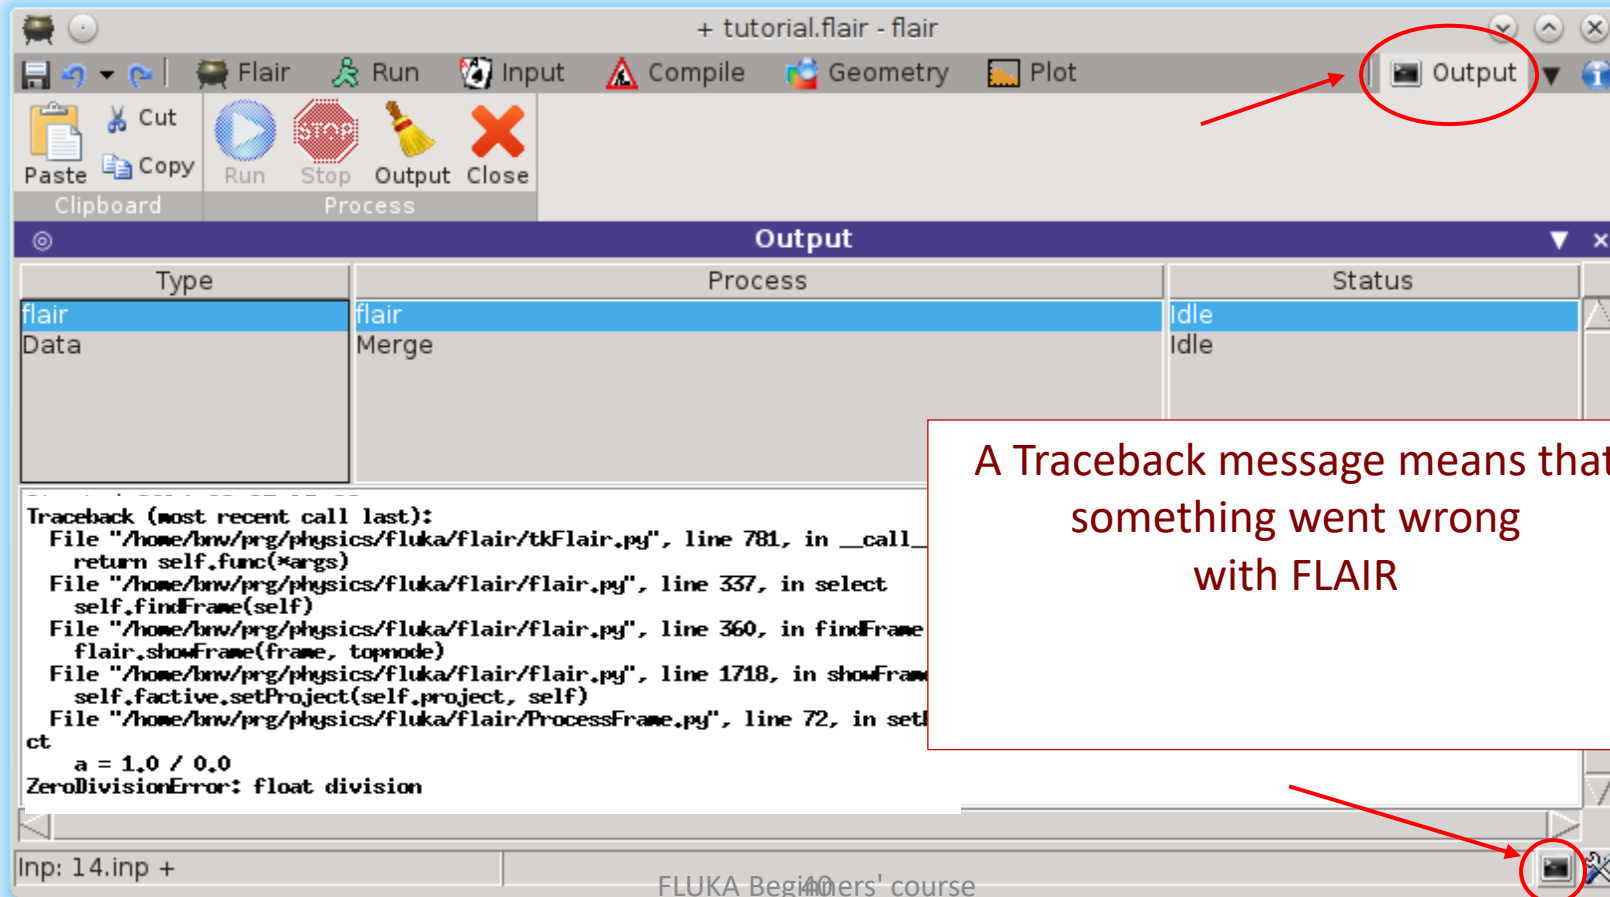 + tutorial.flair - flair
Flair Run Input Compile Geometry Plot Output
Cut
Copy
Paste Run Stop Output Close
Clipboard Process
Output
Type Process Status
flair flair Idle
Data Merge Idle
A Traceback message means that
something went wrong
with FLAIR
Traceback (most recent call last):
File "/home/bnv/prg/physics/fluka/flair/tkFlair.py", line 781, in __call_
return self.func(*args)
File "/home/bnv/prg/physics/fluka/flair/flair.py", line 337, in select
self.findFrame(self)
File "/home/bnv/prg/physics/fluka/flair/flair.py", line 360, in findFrame
flair.showFrame(frame, topnode)
File "/home/bnv/prg/physics/fluka/flair/flair.py", line 1718, in showFram
self.factive.setProject(self.project, self)
File "/home/bnv/prg/physics/fluka/flair/ProcessFrame.py", line 72, in set
ct
a = 1.0 / 0.0
ZeroDivisionError: float division
Inp: 14.inp +
FLUKA Beginners' course
40